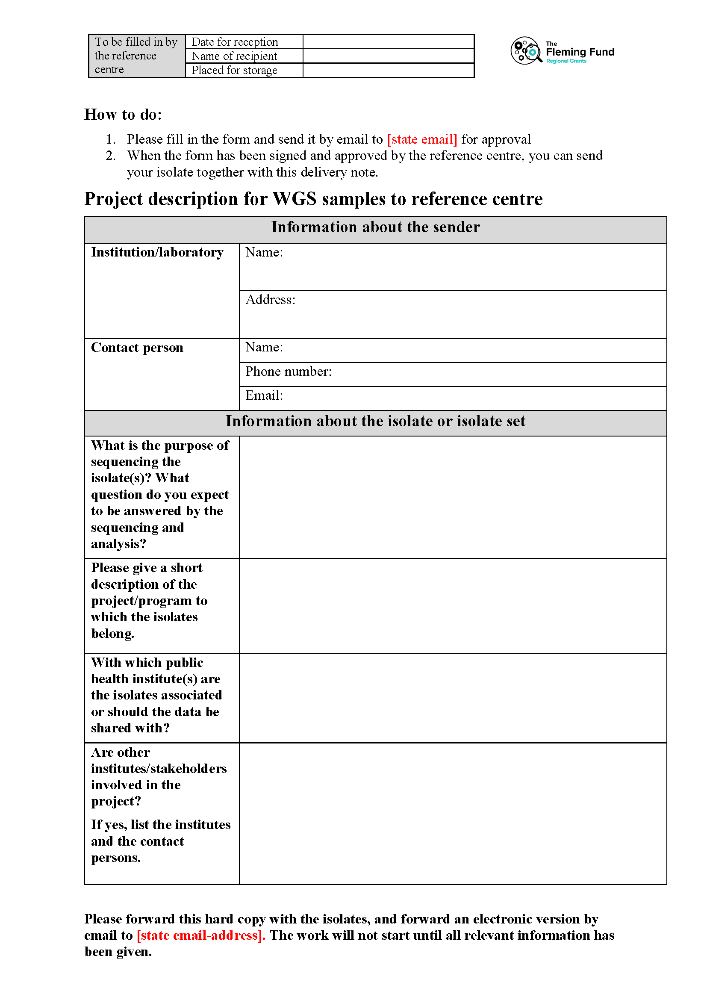 To be filled in by
the reference
centre
Date for reception
Name of recipient
Placed for storage
The
Fleming Fund
Regional Grants
How to do:
1. Please fill in the form and send it by email to [state email] for approval
2. When the form has been signed and approved by the reference centre, you can send
your isolate together with this delivery note.
Project description for WGS samples to reference centre
Information about the sender
Institution/laboratory
Name:
Address:
Contact person
Name:
Phone number:
Email:
Information about the isolate or isolate set
What is the purpose of
sequencing the
isolate(s)? What
question do you expect
to be answered by the
sequencing and
analysis?
Please give a short
description of the
project/program to
which the isolates
belong.
With which public
health institute(s) are
the isolates associated
or should the data be
shared with?
Are other
institutes/stakeholders
involved in the
project?
If yes, list the institutes
and the contact
persons.
Please forward this hard copy with the isolates, and forward an electronic version by
email to [state email-address]. The work will not start until all relevant information has
been given.